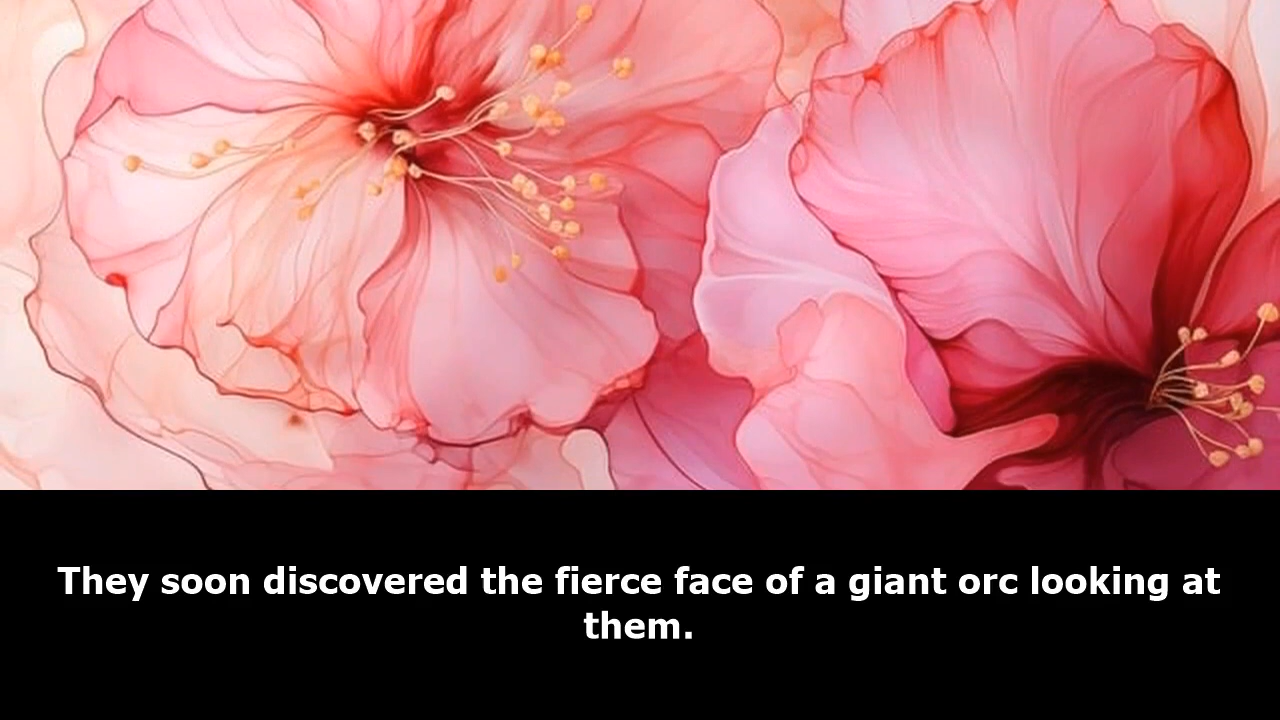 They soon discovered the fierce face of a giant orc looking at
them.